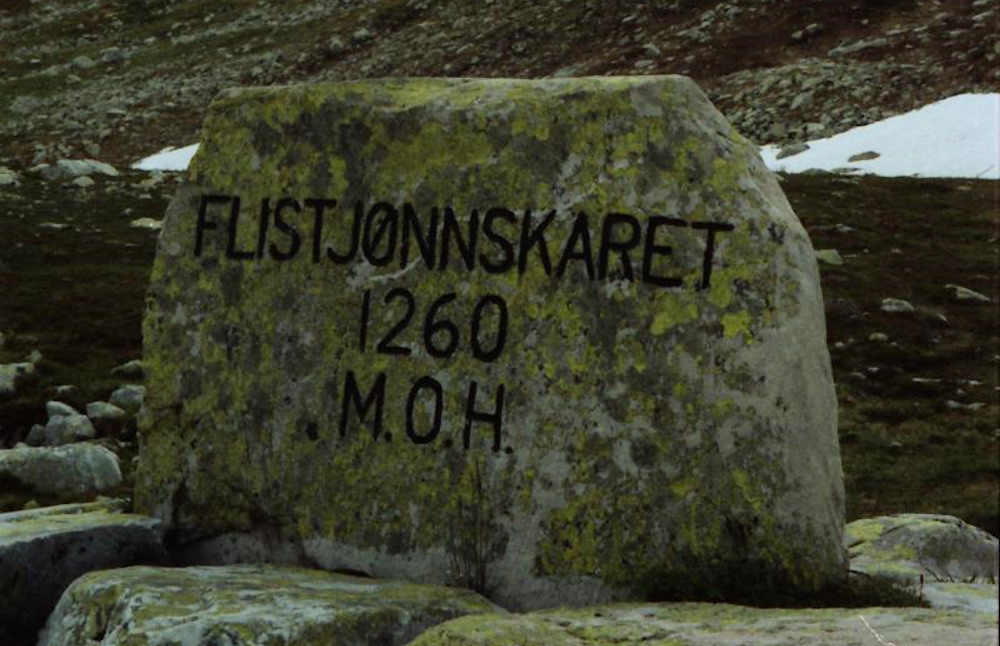 FLISTJØNNSKARET
1260
. M.O.H.